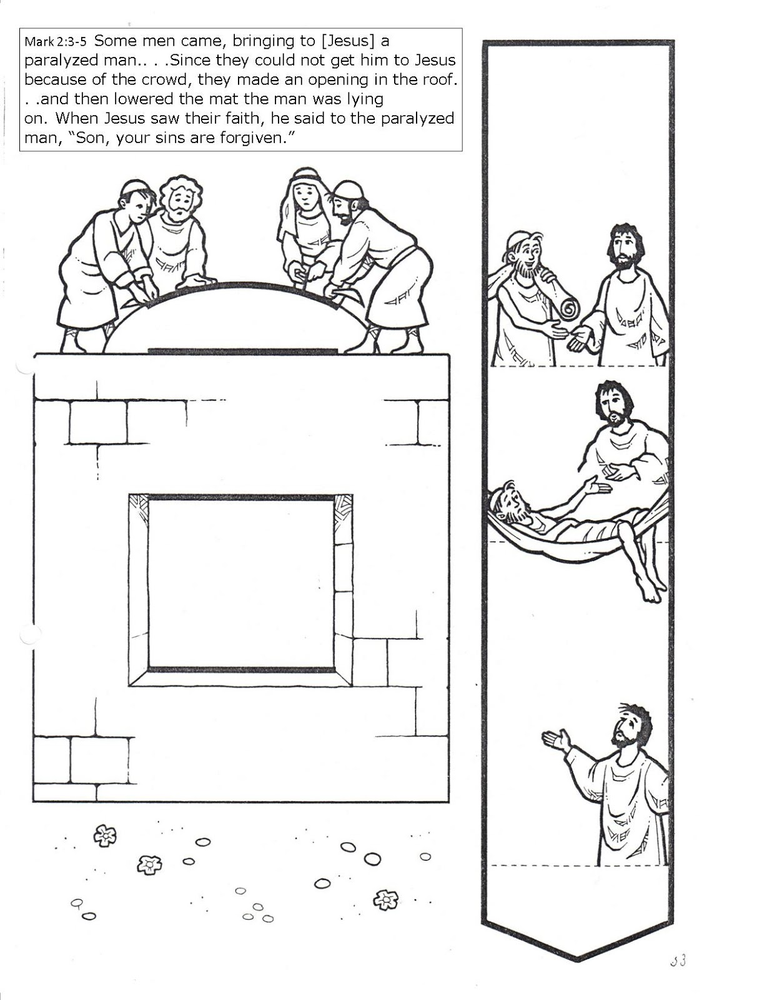 Mark 2:3-5 Some men came, bringing to [Jesus] a
paralyzed man.. . .Since they could not get him to Jesus
because of the crowd, they made an opening in the roof.
. .and then lowered the mat the man was lying
on. When Jesus saw their faith, he said to the paralyzed
man, “Son, your sins are forgiven.”
53